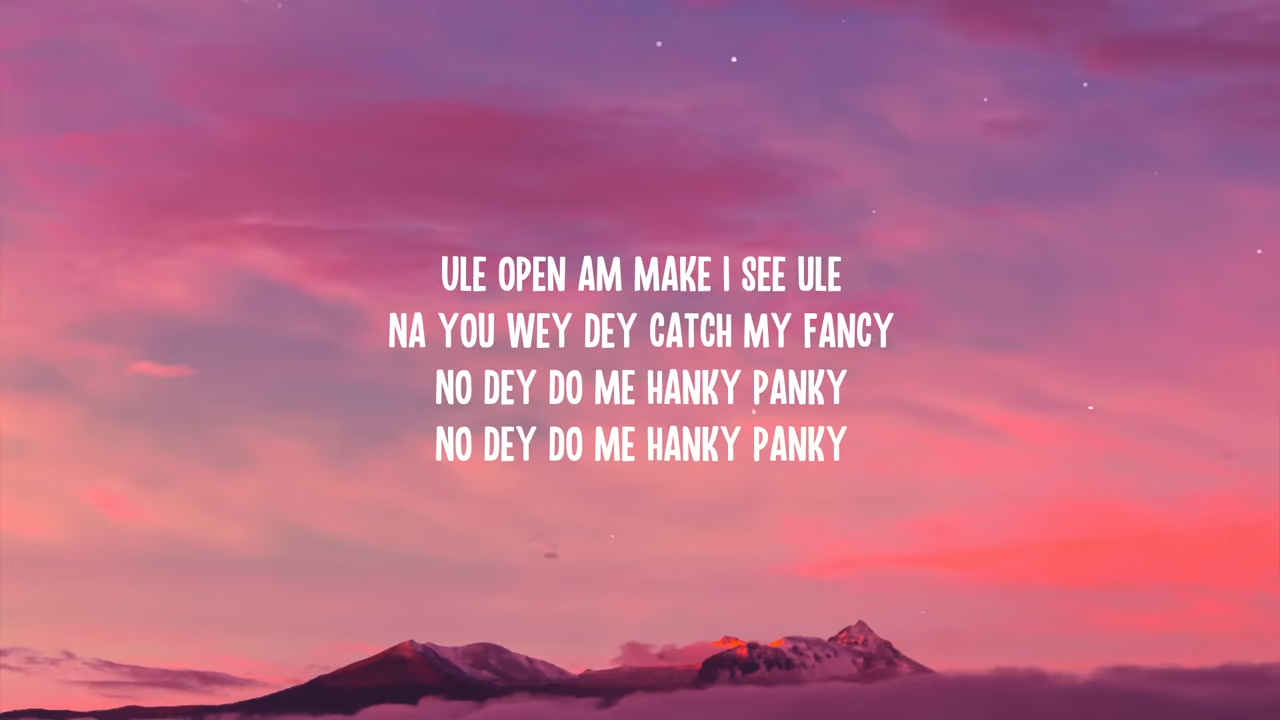 ULE OPEN AM MAKE I SEE ULE
NA YOU WEY DEY CATCH MY FANCY
NO DEY DO ME HANKY PANKY
NO DEY DO ME HANKY PANKY